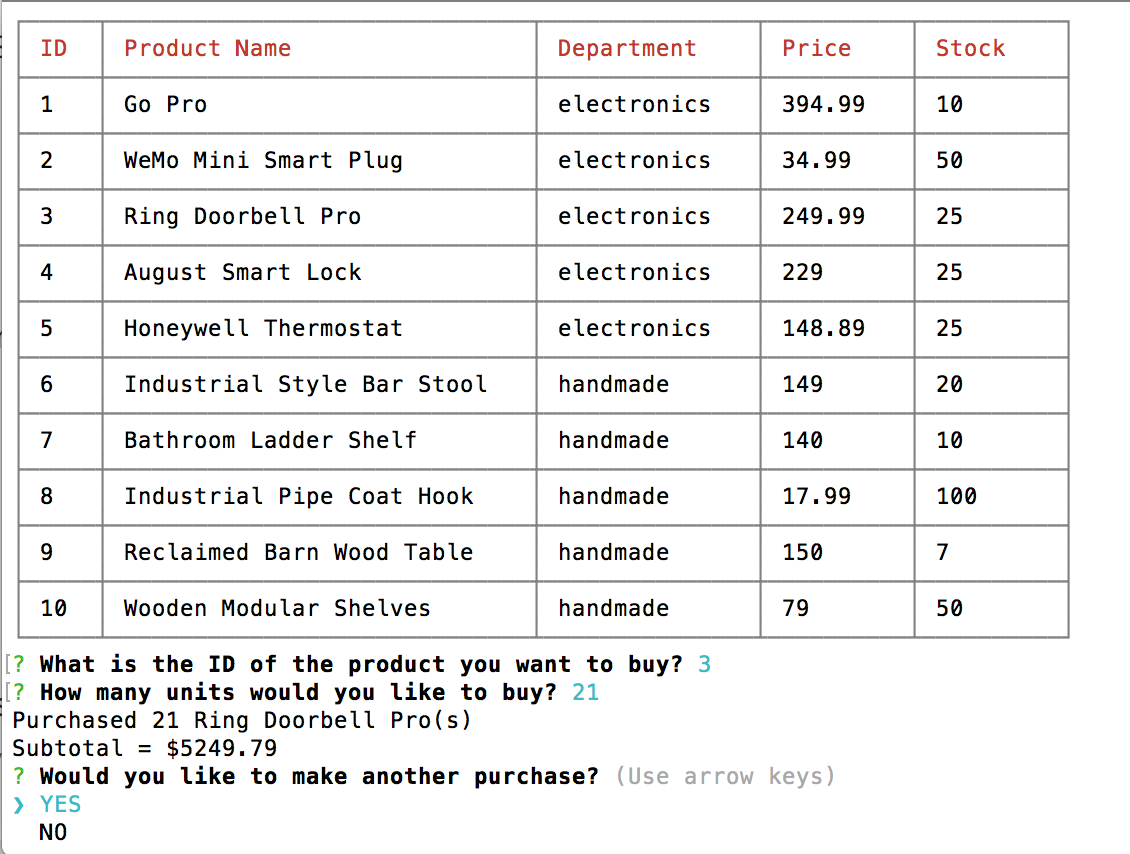 ID Product Name Department Price Stock
1 Go Pro electronics 394.99 10
2 WeMo Mini Smart Plug electronics 34.99 50
3 Ring Doorbell Pro electronics 249.99 25
4 August Smart Lock electronics 229 25
5 Honeywell Thermostat electronics 148.89 25
6 Industrial Style Bar Stool handmade 149 20
7 Bathroom Ladder Shelf handmade 140 10
8 Industrial Pipe Coat Hook handmade 17.99 100
9 Reclaimed Barn Wood Table handmade 150 7
10 Wooden Modular Shelves handmade 79 50
[? What is the ID of the product you want to buy? 3
[? How many units would you like to buy? 21
Purchased 21 Ring Doorbell Pro(s)
Subtotal = $5249.79
? Would you like to make another purchase? (Use arrow keys)
❯ YES
NO